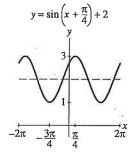 y = sin(x + π/4) + 2
y
3
1
x
-2π
-3π/4
π/4
2π